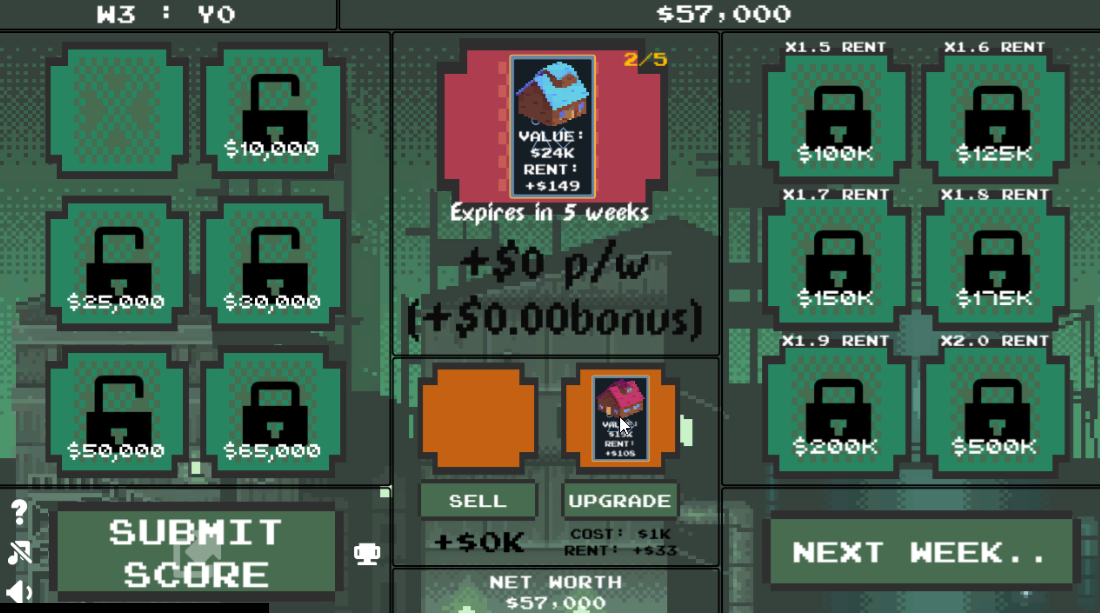 W3 : Y0
$57,000
$10,000
$25,000
$30,000
$50,000
$65,000
SUBMIT
SCORE
?
2/5
VALUE:
$24K
RENT:
+$149
Expires in 5 weeks
+$0 p/w
(+$0.00bonus)
RENT:
+$105
SELL
+$0K
UPGRADE
COST: $1K
RENT: +$33
NET WORTH
$57,000
X1.5 RENT
$100K
X1.6 RENT
$125K
X1.7 RENT
$150K
X1.8 RENT
$175K
X1.9 RENT
$200K
X2.0 RENT
$500K
NEXT WEEK..